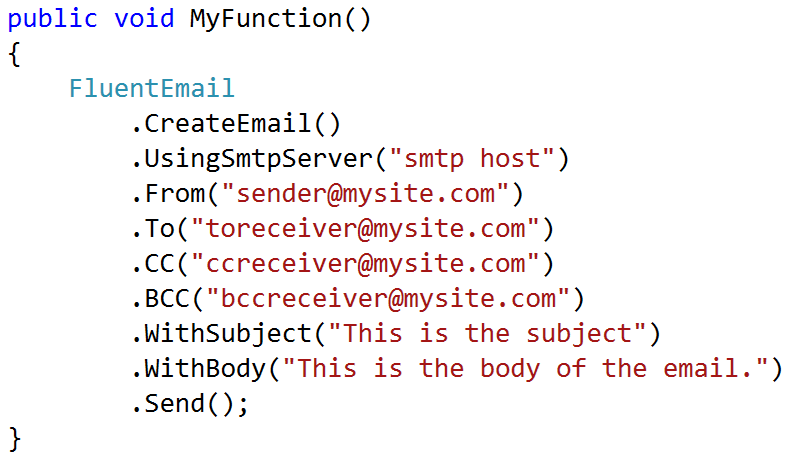 public void MyFunction()
{
    FluentEmail
        .CreateEmail()
        .UsingSmtpServer("smtp host")
        .From("sender@mysite.com")
        .To("toreceiver@mysite.com")
        .CC("ccreceiver@mysite.com")
        .BCC("bccreceiver@mysite.com")
        .WithSubject("This is the subject")
        .WithBody("This is the body of the email.")
        .Send();
}